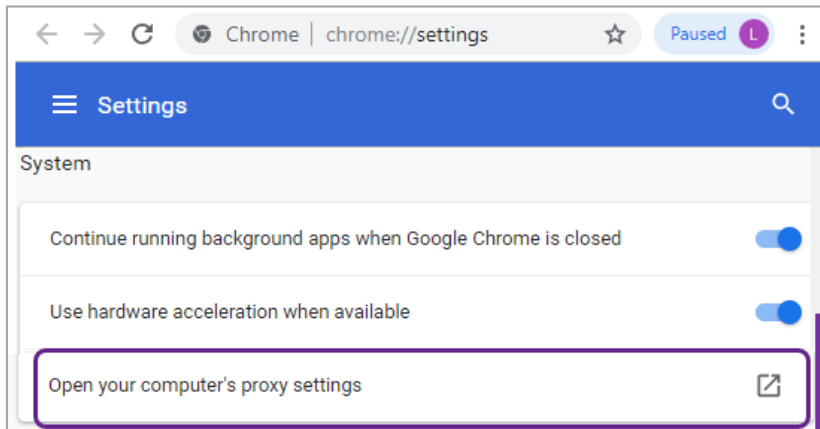 Chrome | chrome://settings Paused L
Settings
System
Continue running background apps when Google Chrome is closed
Use hardware acceleration when available
Open your computer's proxy settings